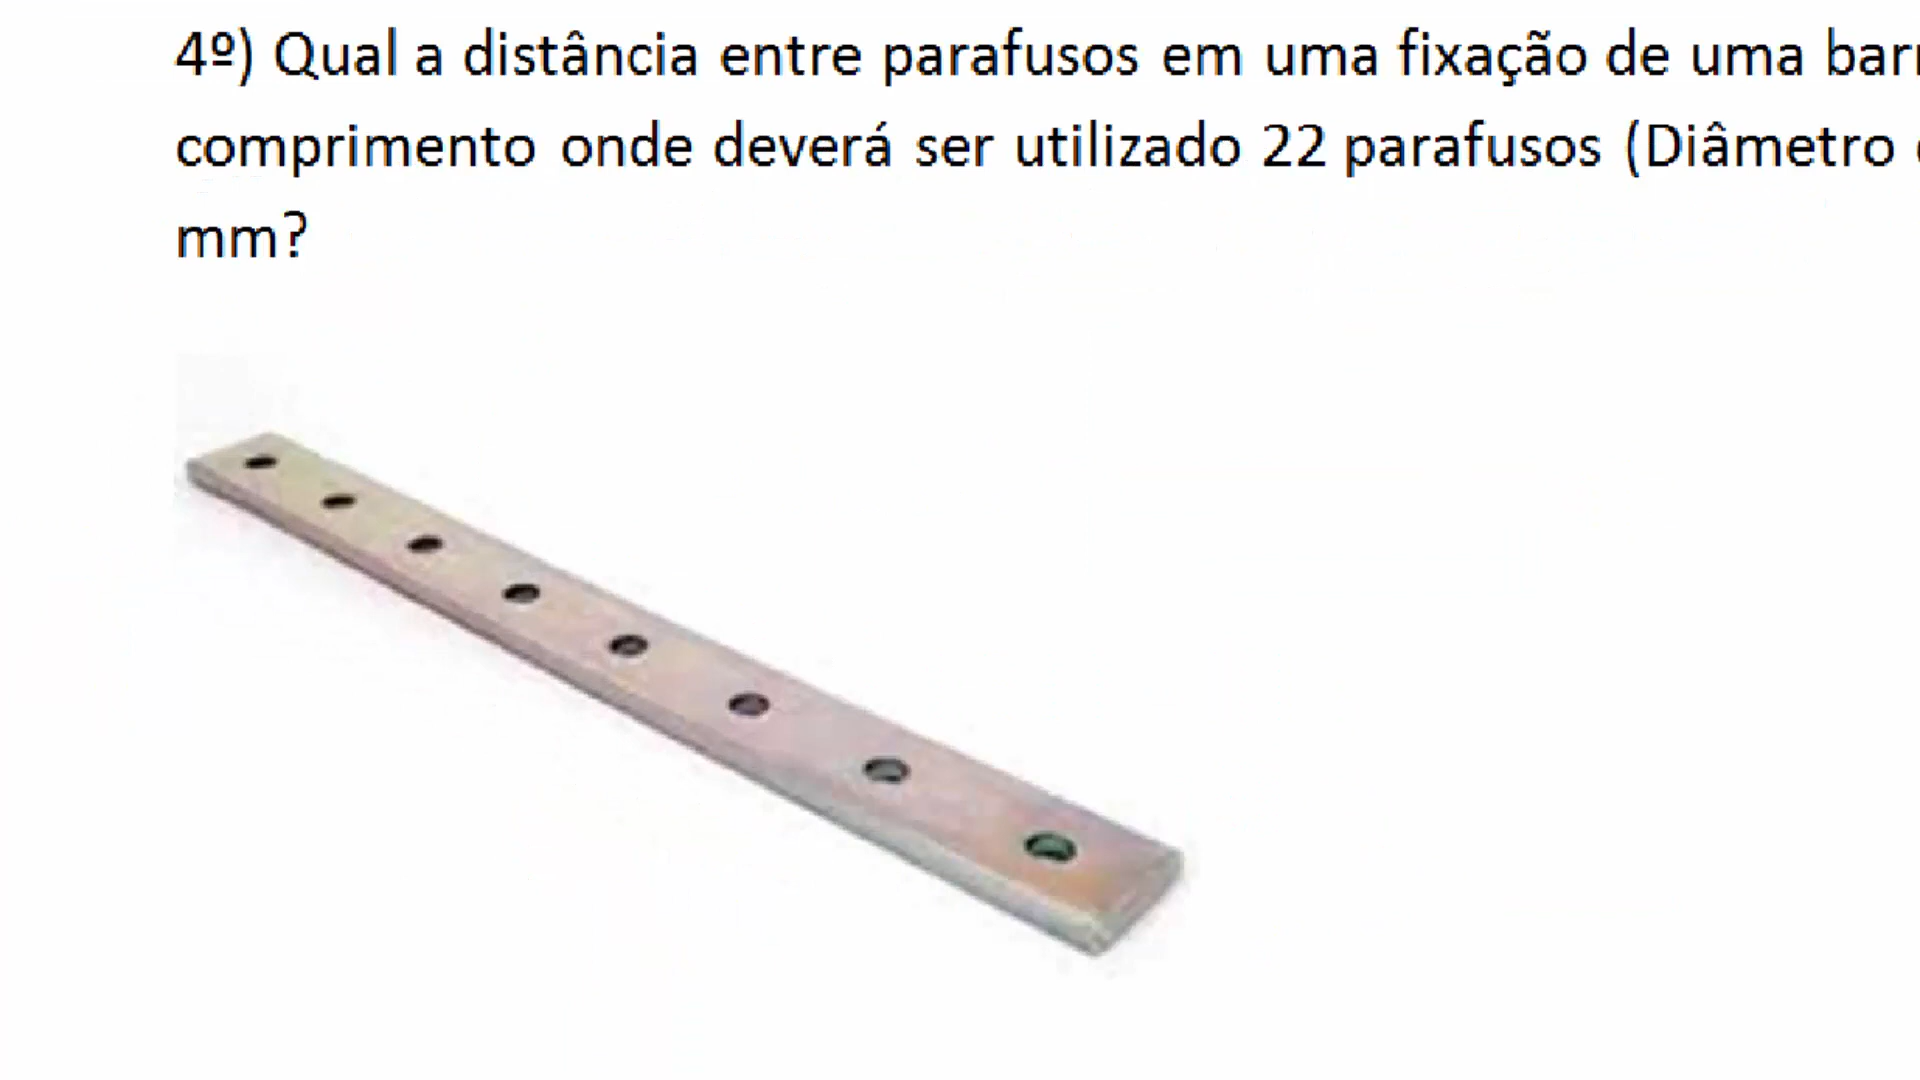 4º) Qual a distância entre parafusos em uma fixação de uma
comprimento onde deverá ser utilizado 22 parafusos (Diâmetro
mm?